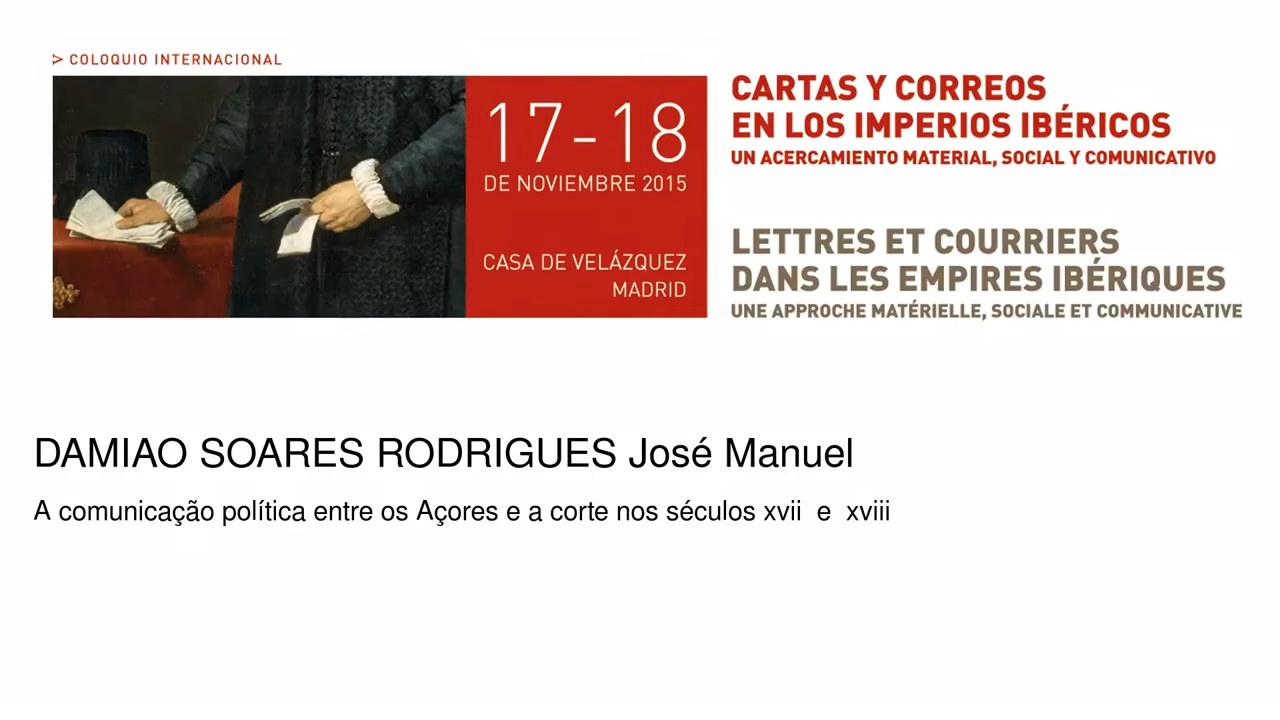 > COLOQUIO INTERNACIONAL
17-18
DE NOVIEMBRE 2015
CASA DE VELÁZQUEZ
MADRID
CARTAS Y CORREOS
EN LOS IMPERIOS IBÉRICOS
UN ACERCAMIENTO MATERIAL, SOCIAL Y COMUNICATIVO
LETTRES ET COURRIERS
DANS LES EMPIRES IBÉRIQUES
UNE APPROCHE MATÉRIELLE, SOCIALE ET COMMUNICATIVE
DAMIAO SOARES RODRIGUES José Manuel
A comunicação política entre os Açores e a corte nos séculos xvii e xviii